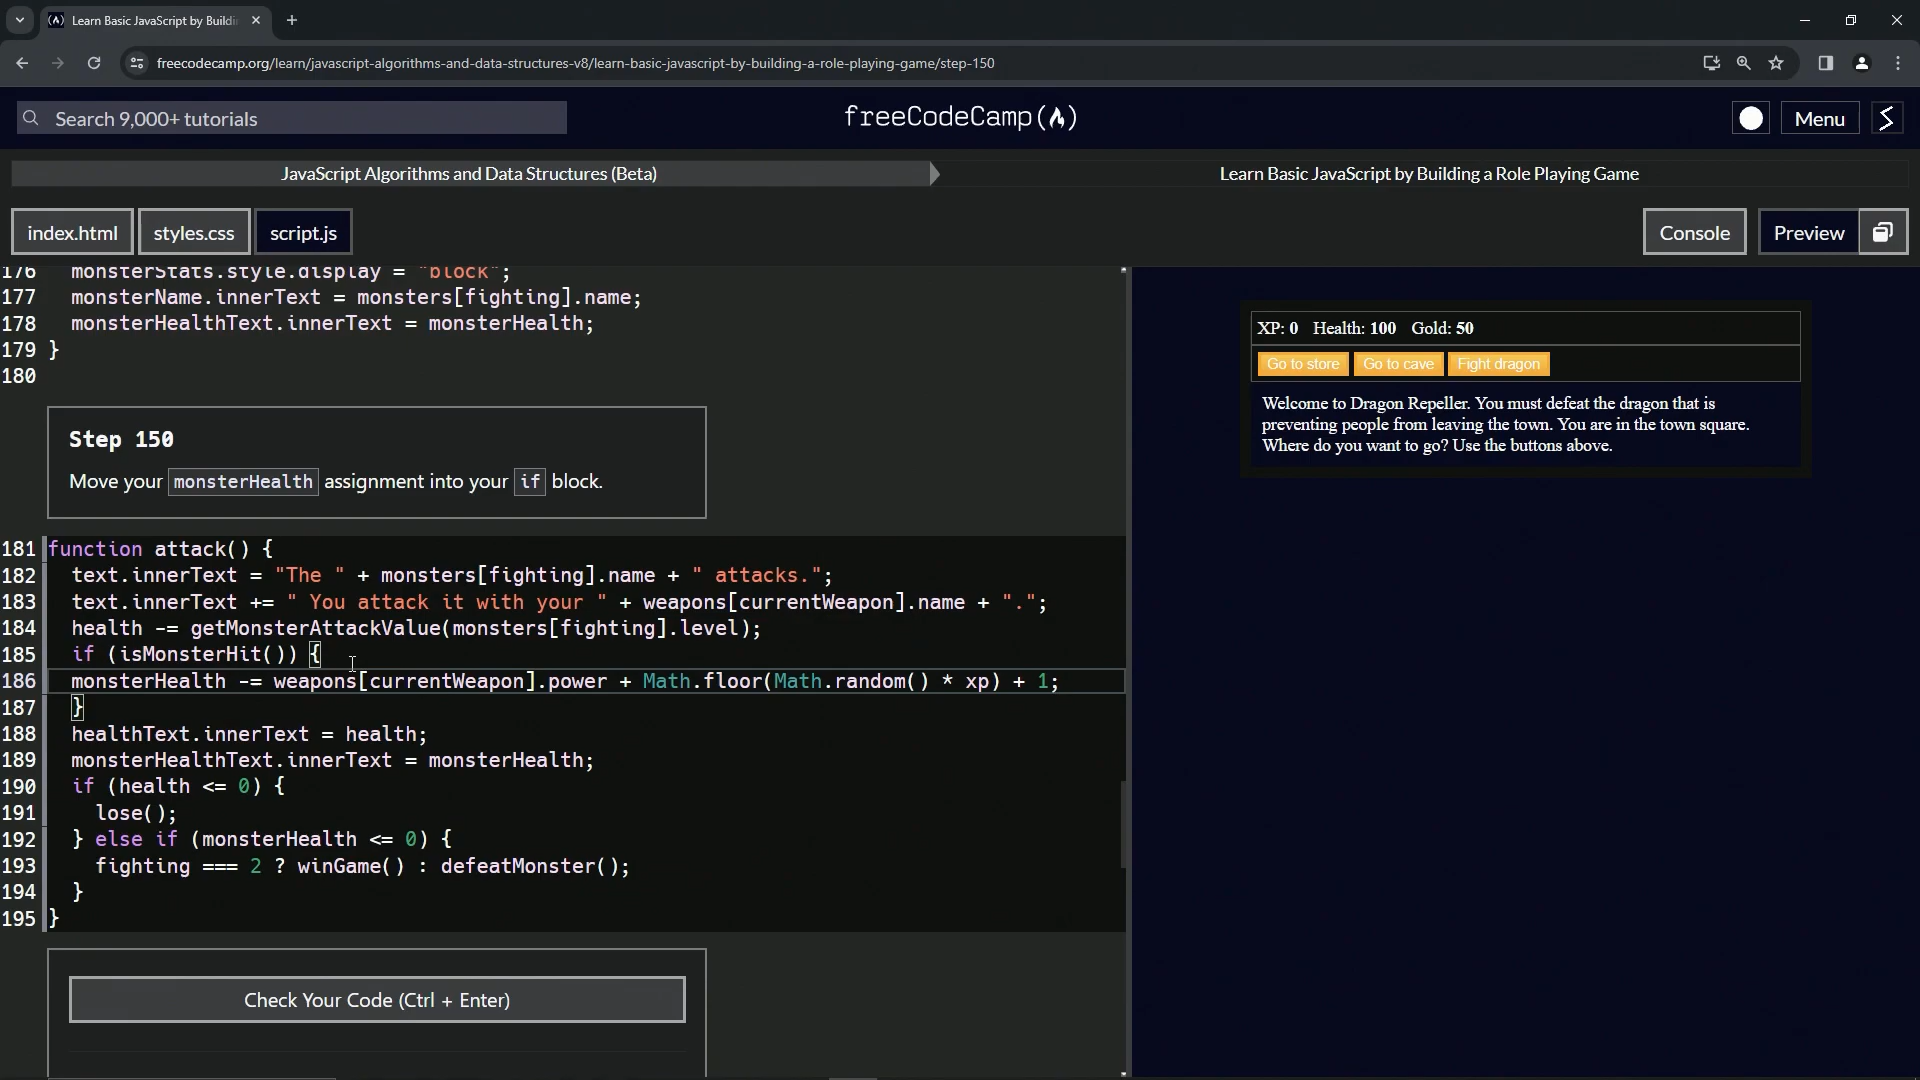 Learn Basic JavaScript by Buildi
freecodecamp.org/learn/javascript-algorithms-and-data-structures-v8/learn-basic-javascript-by-building-a-role-playing-game/step-150
Search 9,000+ tutorials
freeCodeCamp(🔥)
Menu
JavaScript Algorithms and Data Structures (Beta)
Learn Basic JavaScript by Building a Role Playing Game
index.html
styles.css
script.js
Console
Preview
176 monsterStats.style.display = "block";
177 monsterName.innerText = monsters[fighting].name;
178 monsterHealthText.innerText = monsterHealth;
179 }
180
Step 150
Move your monsterHealth assignment into your if block.
181 function attack() {
182 text.innerText = "The " + monsters[fighting].name + " attacks.";
183 text.innerText += " You attack it with your " + weapons[currentWeapon].name + ".";
184 health -= getMonsterAttackValue(monsters[fighting].level);
185 if (isMonsterHit()) {
186 monsterHealth -= weapons[currentWeapon].power + Math.floor(Math.random() * xp) + 1;
187 }
188 healthText.innerText = health;
189 monsterHealthText.innerText = monsterHealth;
190 if (health <= 0) {
191 lose();
192 } else if (monsterHealth <= 0) {
193 fighting === 2 ? winGame() : defeatMonster();
194 }
195 }
Check Your Code (Ctrl + Enter)
XP: 0 Health: 100 Gold: 50
Go to store
Go to cave
Fight dragon
Welcome to Dragon Repeller. You must defeat the dragon that is
preventing people from leaving the town. You are in the town square.
Where do you want to go? Use the buttons above.